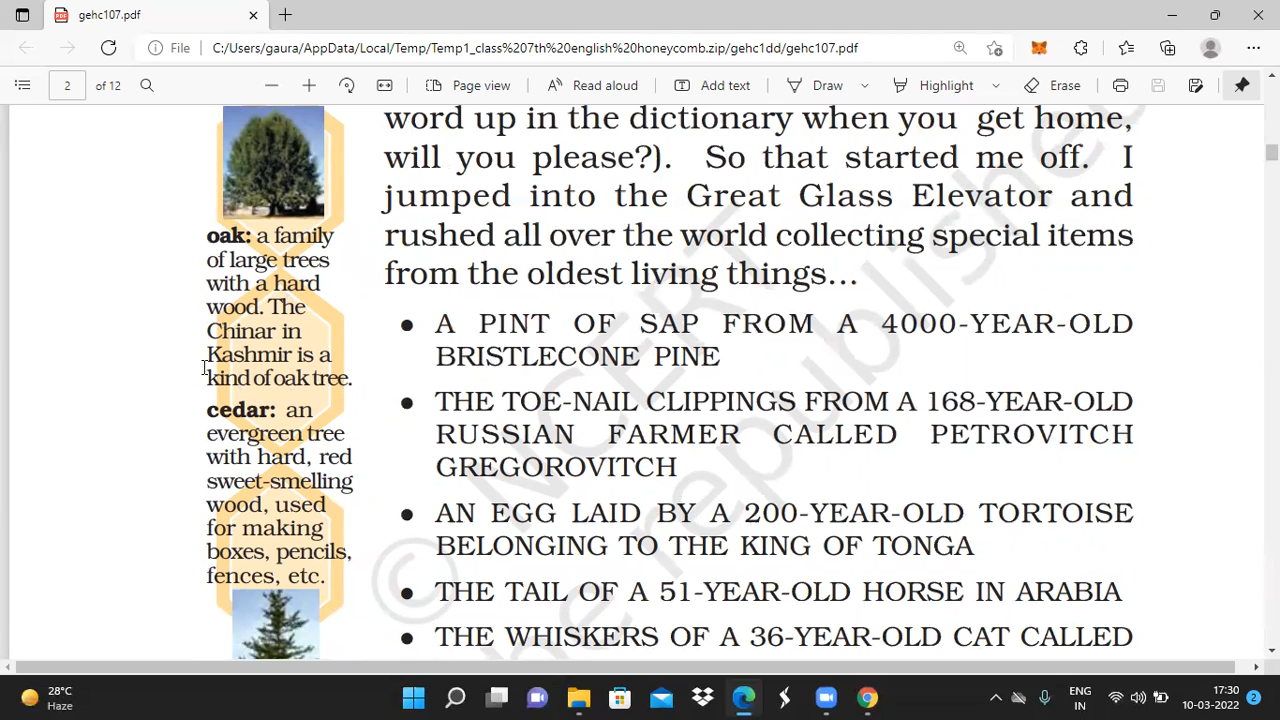 gehc107.pdf
File
C:/Users/gaura/AppData/Local/Temp/Temp1_class%207th%20english%20honeycomb.zip/gehc1dd/gehc107.pdf
2 of 12
Page view
Read aloud
Add text
Draw
Highlight
Erase
word up in the dictionary when you get home,
will you please?). So that started me off. I
jumped into the Great Glass Elevator and
rushed all over the world collecting special items
from the oldest living things...
• A PINT OF SAP FROM A 4000-YEAR-OLD
BRISTLECONE PINE
• THE TOE-NAIL CLIPPINGS FROM A 168-YEAR-OLD
RUSSIAN FARMER CALLED PETROVITCH
GREGOROVITCH
• AN EGG LAID BY A 200-YEAR-OLD TORTOISE
BELONGING TO THE KING OF TONGA
• THE TAIL OF A 51-YEAR-OLD HORSE IN ARABIA
• THE WHISKERS OF A 36-YEAR-OLD CAT CALLED
oak: a family
of large trees
with a hard
wood. The
Chinar in
Kashmir is a
kind of oak tree.
cedar: an
evergreen tree
with hard, red
sweet-smelling
wood, used
for making
boxes, pencils,
fences, etc.
© NCERT
republishe
he republishe
28°C
Haze
ENG
IN
17:30
10-03-2022
2